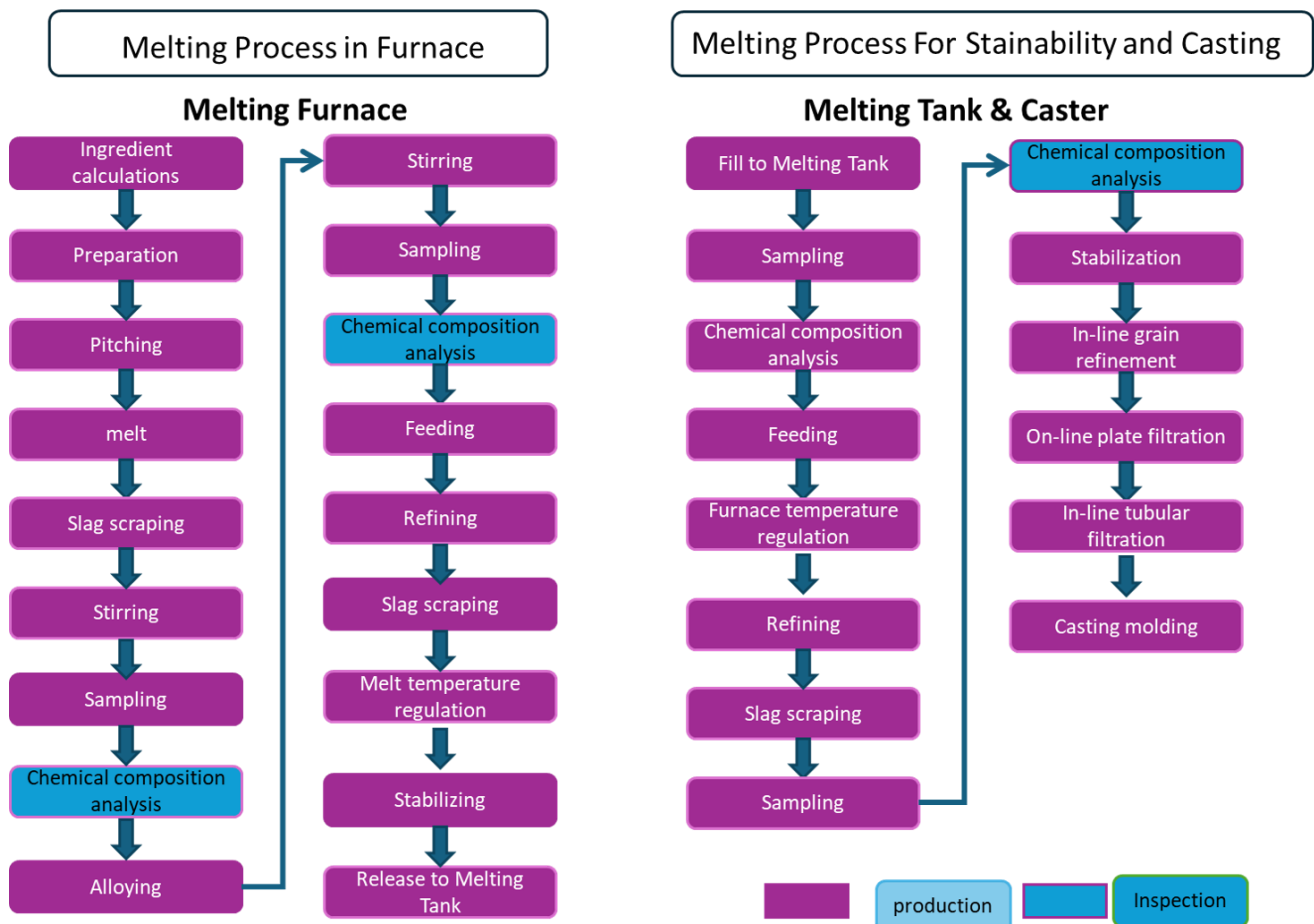 Melting Process in Furnace
Melting Process For Stainability and Casting
Melting Furnace
Ingredient
calculations
Preparation
Pitching
melt
Slag scraping
Stirring
Sampling
Chemical composition
analysis
Alloying
Stirring
Sampling
Chemical composition
analysis
Feeding
Refining
Slag scraping
Melt temperature
regulation
Stabilizing
Release to Melting
Tank
Melting Tank & Caster
Fill to Melting Tank
Sampling
Chemical composition
analysis
Feeding
Furnace temperature
regulation
Refining
Slag scraping
Sampling
Chemical composition
analysis
Stabilization
In-line grain
refinement
On-line plate filtration
In-line tubular
filtration
Casting molding
production
Inspection